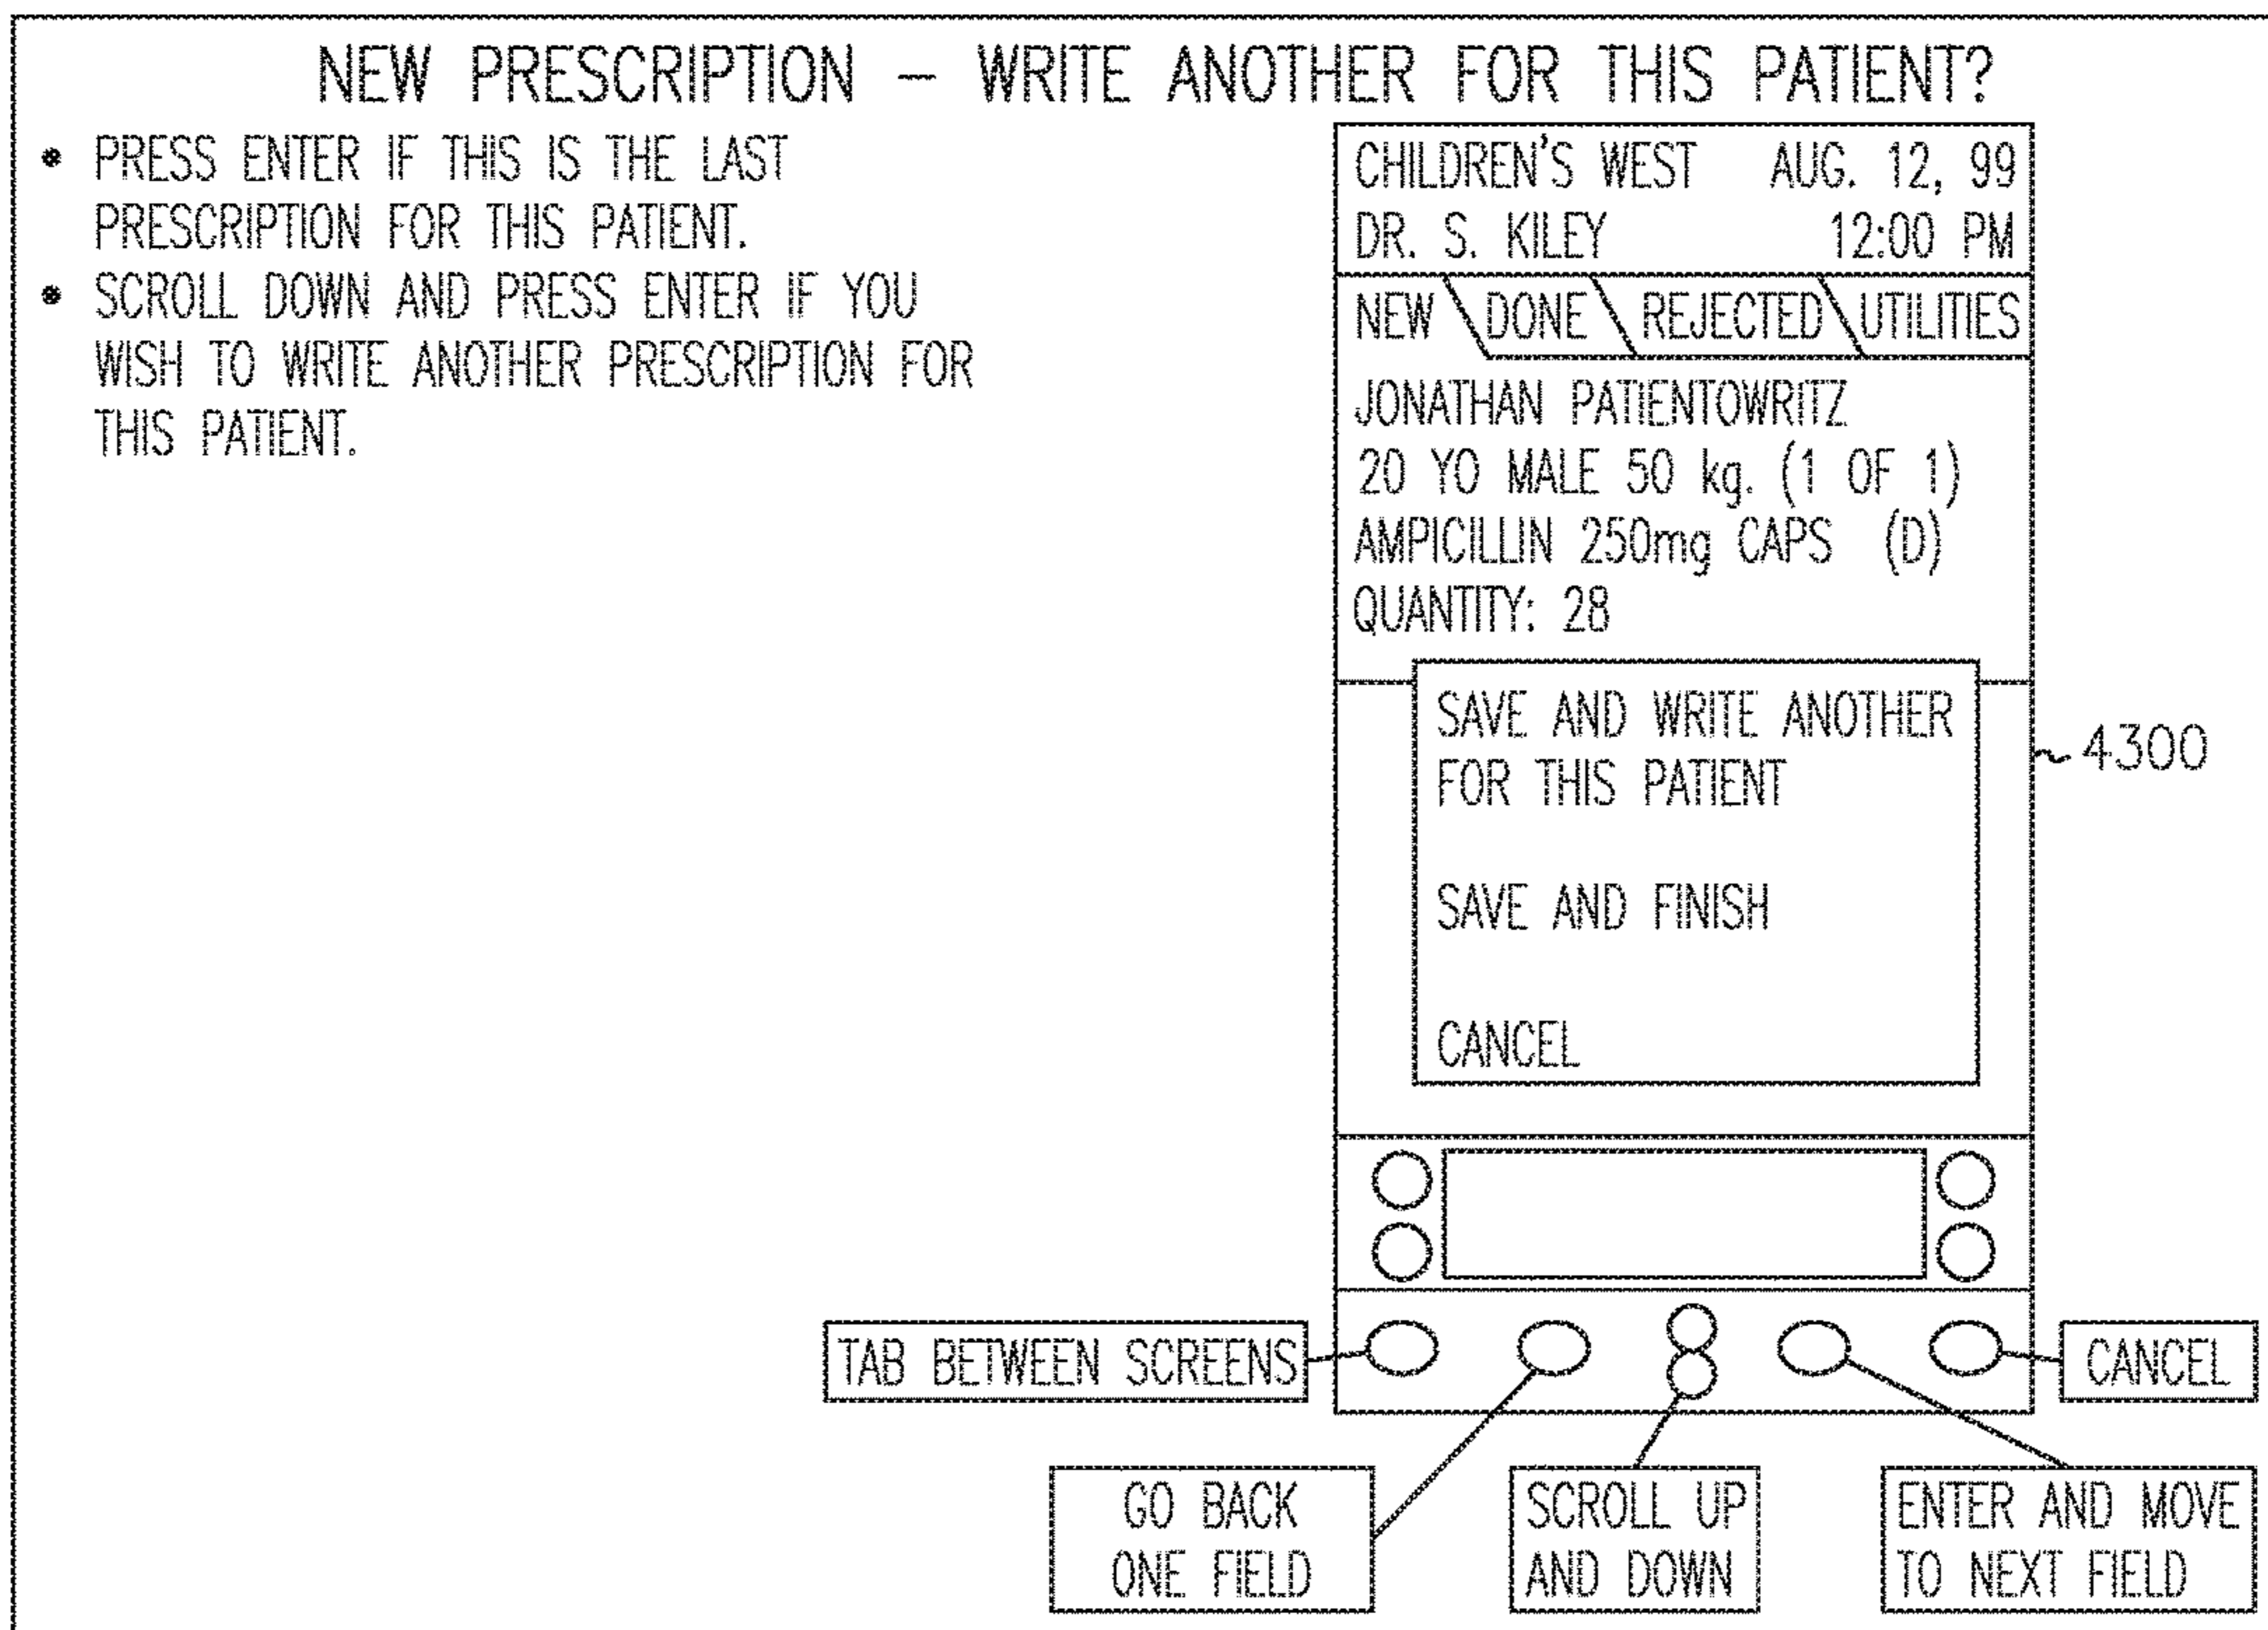 NEW PRESCRIPTION – WRITE ANOTHER FOR THIS PATIENT?
• PRESS ENTER IF THIS IS THE LAST
PRESCRIPTION FOR THIS PATIENT.
• SCROLL DOWN AND PRESS ENTER IF YOU
WISH TO WRITE ANOTHER PRESCRIPTION FOR
THIS PATIENT.
CHILDREN'S WEST AUG. 12, 99
DR. S. KILEY 12:00 PM
NEW DONE REJECTED UTILITIES
JONATHAN PATIENTOWRITZ
20 YO MALE 50 kg. (1 OF 1)
AMPICILLIN 250mg CAPS (D)
QUANTITY: 28
SAVE AND WRITE ANOTHER
FOR THIS PATIENT
SAVE AND FINISH
CANCEL
4300
TAB BETWEEN SCREENS
CANCEL
GO BACK
ONE FIELD
SCROLL UP
AND DOWN
ENTER AND MOVE
TO NEXT FIELD